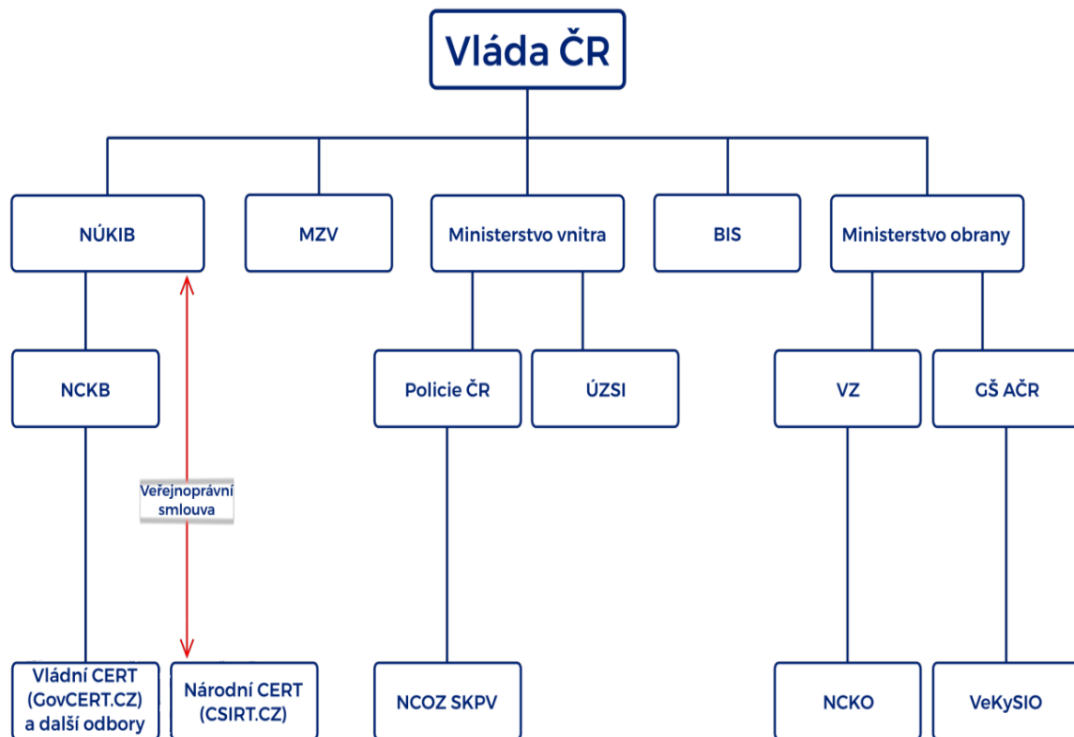 Vláda ČR
NÚKIB
MZV
Ministerstvo vnitra
BIS
Ministerstvo obrany
NCKB
Policie ČR
ÚZSI
VZ
GŠ AČR
Veřejnoprávní
smlouva
Vládní CERT
(GovCERT.CZ)
a další odbory
Národní CERT
(CSIRT.CZ)
NCOZ SKPV
NCKO
VeKySIO